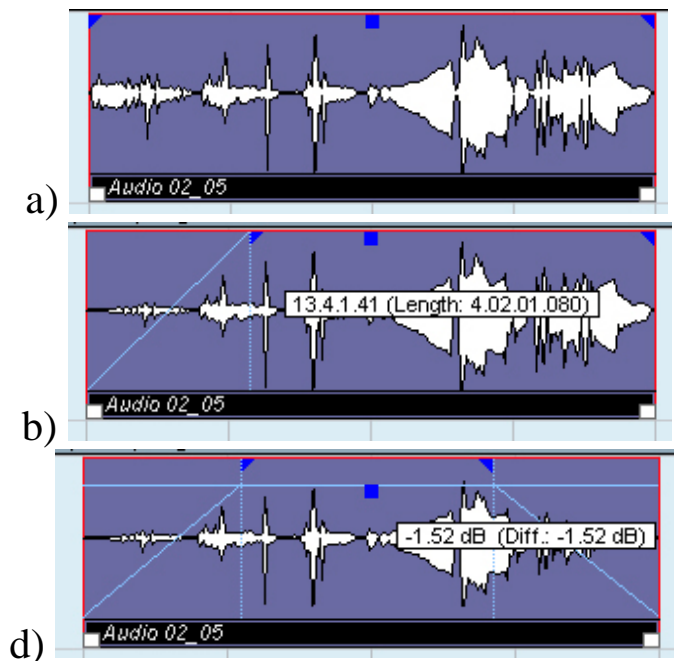 a)
Audio 02_05
b)
13.4.1.41 (Length: 4.02.01.080)
Audio 02_05
d)
-1.52 dB (Diff.: -1.52 dB)
Audio 02_05